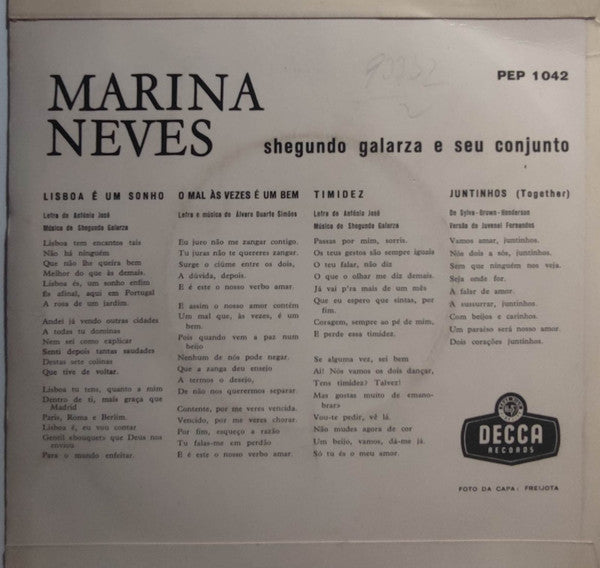 PEP 1042
MARINA
NEVES
shegundo galarza e seu conjunto
LISBOA É UM SONHO
Letra de António José
Música de Shegundo Galarza
Lisboa tem encantos tais
Não há ninguém
Que não lhe queira bem
Melhor do que às demais.
Lisboa és, um sonho enfim
És afinal, aqui em Portugal
A rosa de um jardim.
Andei já vendo outras cidades
A todas tu dominas
Nem sei como explicar
Senti depois tantas saudades
Destas sete colinas
Que tive de voltar.
Lisboa tu tens, quanto a mim
Dentro de ti, mais graça que
Madrid
Paris, Roma e Berlim.
Lisboa é, eu vou contar
Gentil «bouquet» que Deus nos
enviou
Para o mundo enfeitar.
O MAL ÀS VEZES É UM BEM
Letra e música de Álvaro Duarte Simões
Eu juro não me zangar contigo.
Tu juras não te quereres zangar.
Surge o ciúme entre os dois,
A dúvida, depois.
E é este o nosso verbo amar.
E assim o nosso amor contém
Um mal que, às vezes, é um
bem.
Pois quando vem a paz num
beijo
Nenhum de nós pode negar.
Que a zanga deu ensejo
A termos o desejo,
De não nos querermos separar.
Contente, por me veres vencida.
Vencido, por me veres chorar.
Por fim, esqueço a razão
Tu falas-me em perdão
E é este o nosso verbo amar.
TIMIDEZ
Letra de António José
Música de Shegundo Galarza
Passas por mim, sorris.
Os teus gestos são sempre iguais
O teu falar, não diz
O que o olhar me diz demais.
Já vai p'ra mais de um mês
Que eu espero que sintas, por
fim.
Coragem, sempre ao pé de mim,
E perde essa timidez.
Se alguma vez, sei bem
Ai! Nós vamos os dois dançar,
Tens timidez? Talvez!
Mas gostas muito de emano-
brar»
Vou-te pedir, vê lá.
Não mudes agora de cor
Um beijo, vamos, dá-me já.
Só tu és o meu amor.
JUNTINHOS (Together)
De Sylva - Brown - Henderson
Versão de Juvenal Fernandes
Vamos amar, juntinhos.
Nós dois a sós, juntinhos.
Sem que ninguém nos veja.
Seja onde for.
A falar de amor.
A sussurrar, juntinhos.
Com beijos e carinhos.
Um paraíso será nosso amor.
Dois corações juntinhos.
45
DECCA
RECORDS
FOTO DA CAPA: FREIJOTA